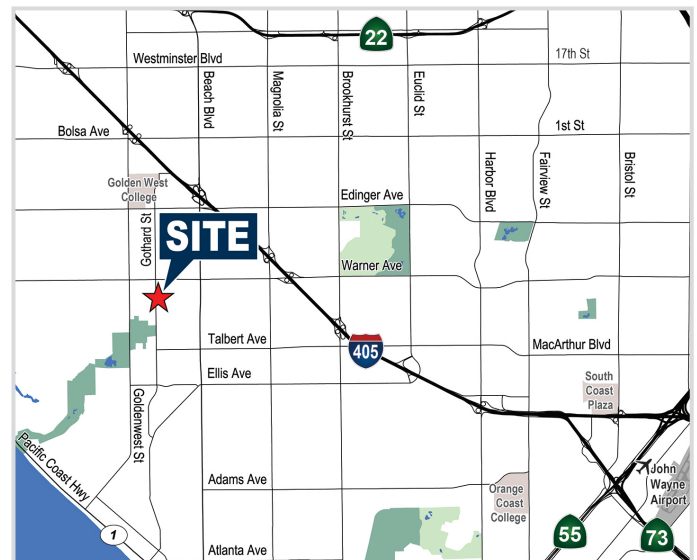 22
Westminster Blvd
17th St
Beach Blvd
Magnolia St
Brookhurst St
Euclid St
Bolsa Ave
1st St
Harbor Blvd
Fairview St
Bristol St
Golden West
College
Edinger Ave
Gothard St
SITE
Warner Ave
Talbert Ave
405
MacArthur Blvd
Ellis Ave
South
Coast
Plaza
Goldenwest St
Pacific Coast Hwy
John
Wayne
Airport
Adams Ave
Orange
Coast
College
1
55
73
Atlanta Ave